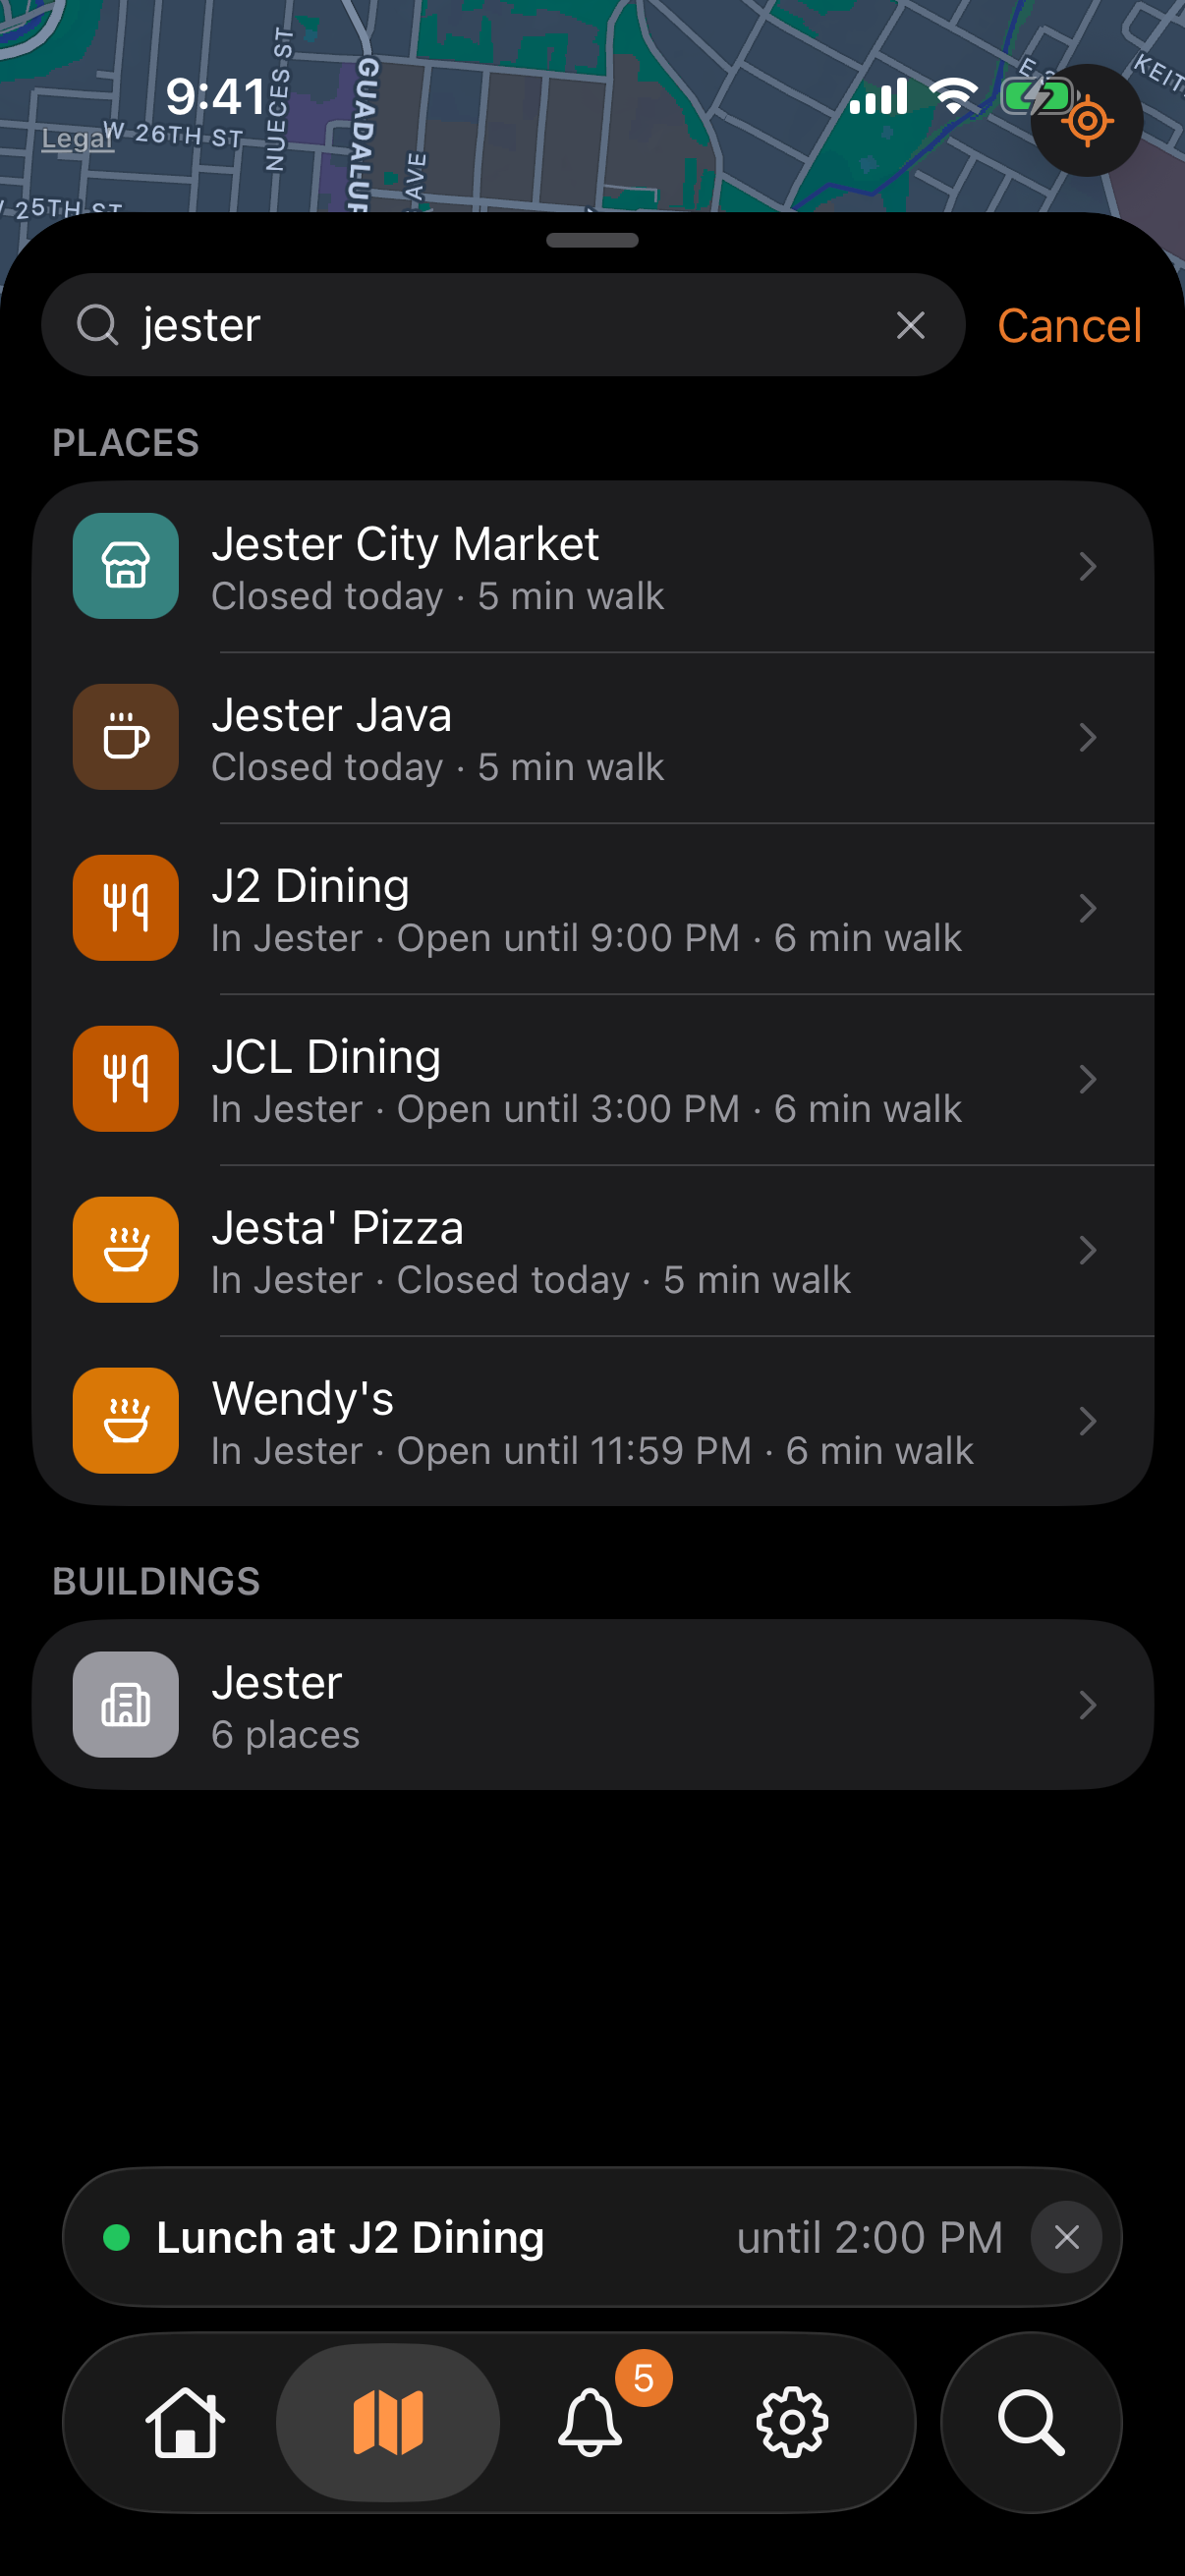 9:41
Legal
W 26TH ST
NUECES ST
GUADALUP
AVE
W 25TH ST
KEIT
jester
Cancel
PLACES
Jester City Market
Closed today · 5 min walk
Jester Java
Closed today · 5 min walk
J2 Dining
In Jester · Open until 9:00 PM · 6 min walk
JCL Dining
In Jester · Open until 3:00 PM · 6 min walk
Jesta' Pizza
In Jester · Closed today · 5 min walk
Wendy's
In Jester · Open until 11:59 PM · 6 min walk
BUILDINGS
Jester
6 places
Lunch at J2 Dining until 2:00 PM
5